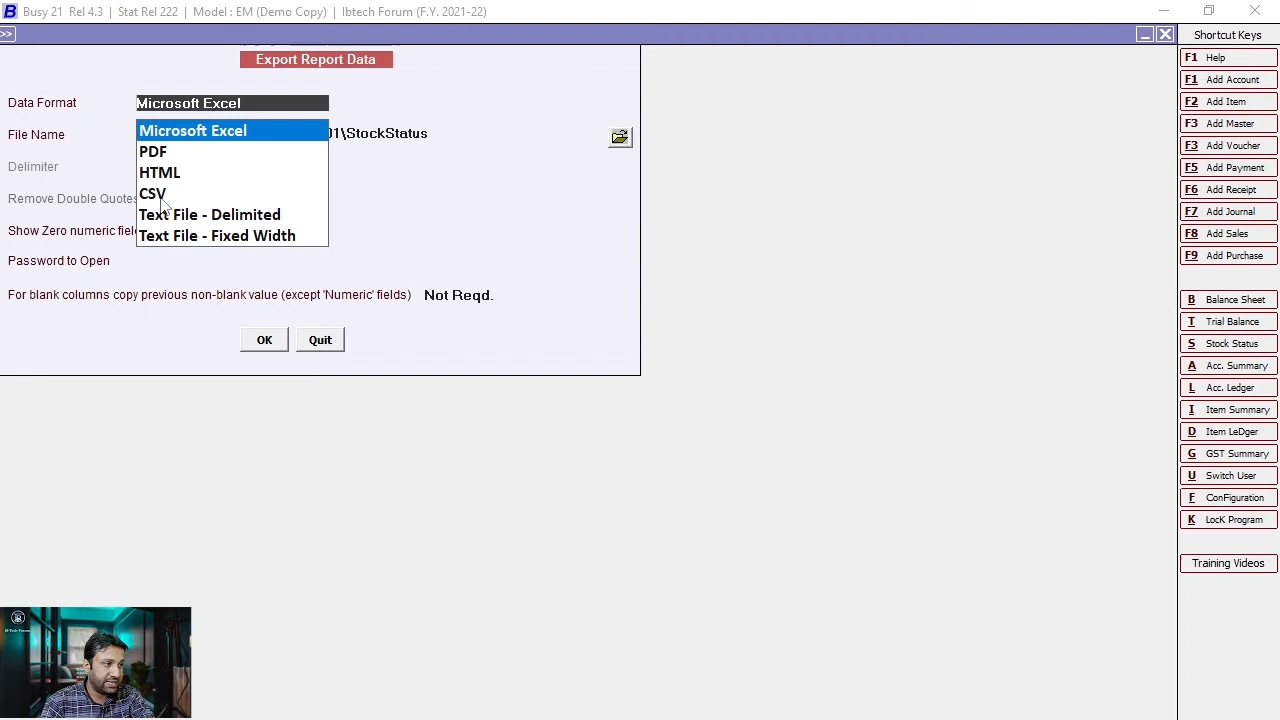 Busy 21 Rel 4.3 | Stat Rel 222 | Model : EM (Demo Copy) | Ibtech Forum (F.Y. 2021-22)
>>
Export Report Data
Data Format
Microsoft Excel
File Name
01\StockStatus
Microsoft Excel
PDF
HTML
CSV
Text File - Delimited
Text File - Fixed Width
Delimiter
Remove Double Quotes
Show Zero numeric fiel
Password to Open
For blank columns copy previous non-blank value (except 'Numeric' fields)
Not Reqd.
OK
Quit
Shortcut Keys
F1 Help
F1 Add Account
F2 Add Item
F3 Add Master
F3 Add Voucher
F5 Add Payment
F6 Add Receipt
F7 Add Journal
F8 Add Sales
F9 Add Purchase
B Balance Sheet
T Trial Balance
S Stock Status
A Acc. Summary
L Acc. Ledger
I Item Summary
D Item LeDger
G GST Summary
U Switch User
F ConFiguration
K LocK Program
Training Videos